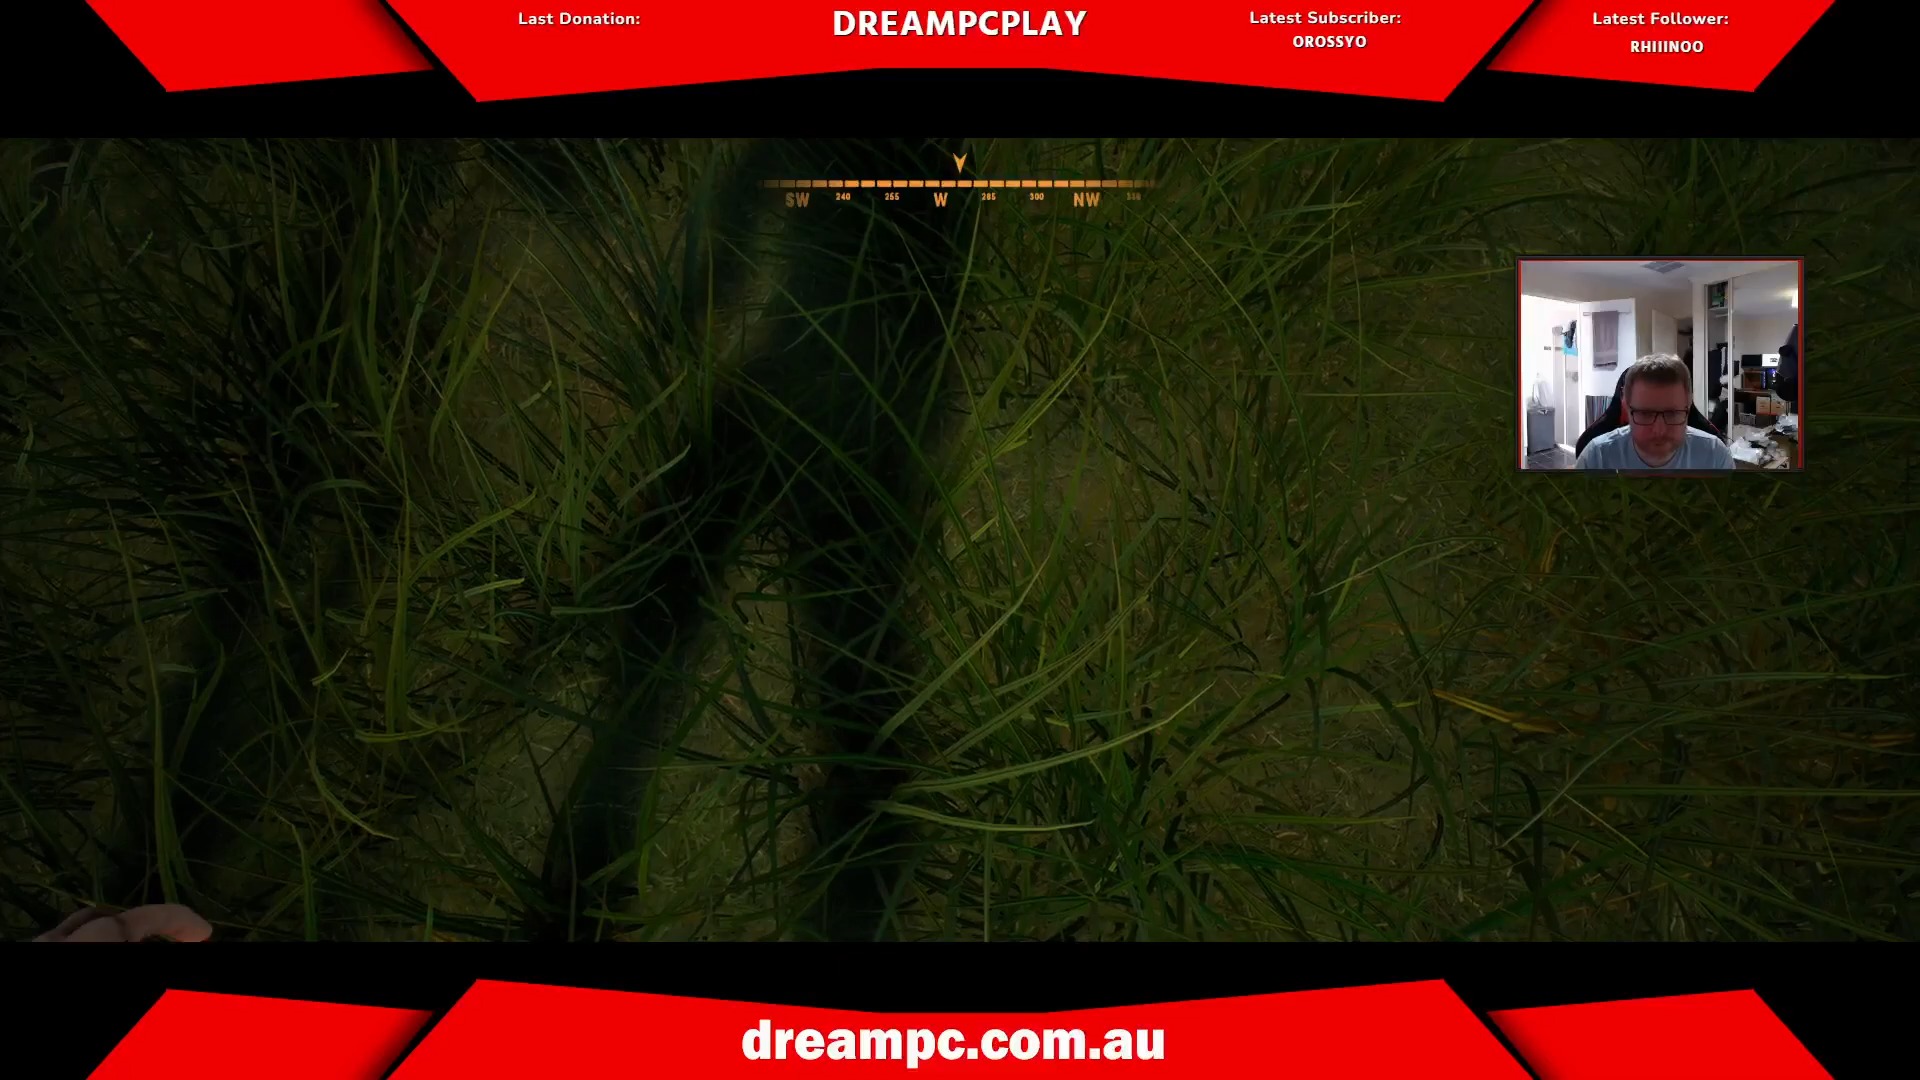 Last Donation:
DREAMPCPLAY
Latest Subscriber:
OROSSYO
Latest Follower:
RHIIINOO
SW 240 255 W 285 300 NW
dreampc.com.au